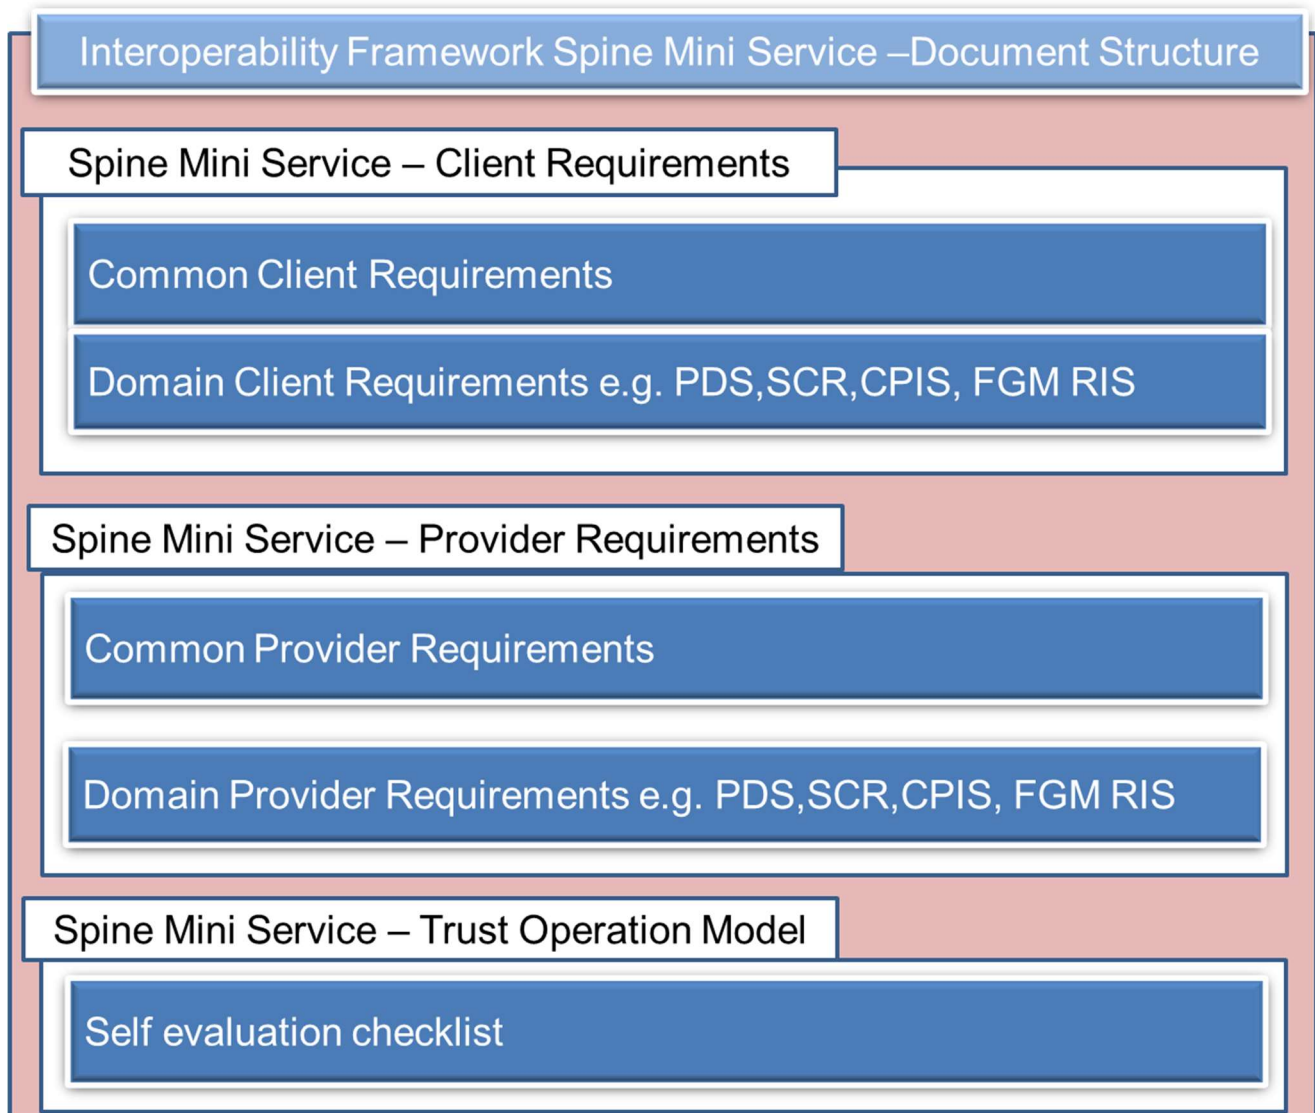 Interoperability Framework Spine Mini Service –Document Structure
Spine Mini Service – Client Requirements
Common Client Requirements
Domain Client Requirements e.g. PDS,SCR,CPIS, FGM RIS
Spine Mini Service – Provider Requirements
Common Provider Requirements
Domain Provider Requirements e.g. PDS,SCR,CPIS, FGM RIS
Spine Mini Service – Trust Operation Model
Self evaluation checklist